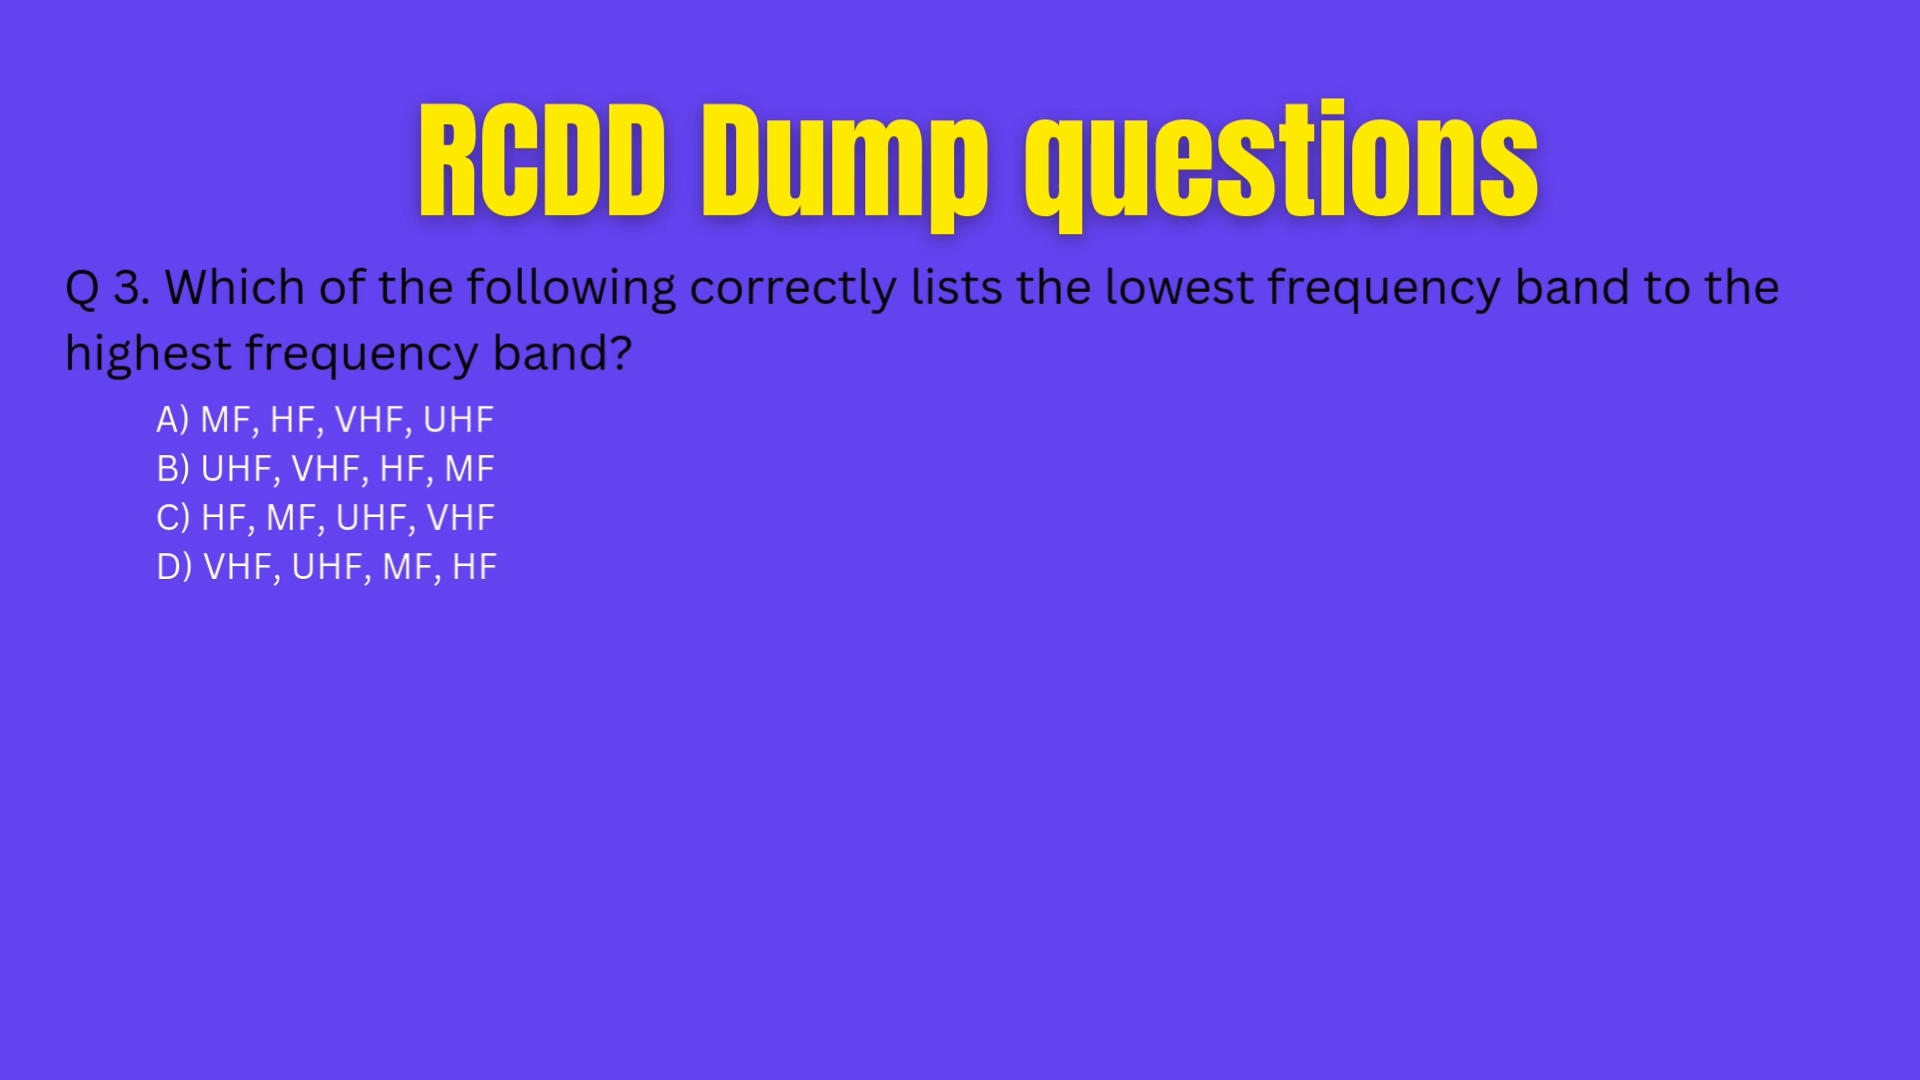 RCDD Dump questions
Q 3. Which of the following correctly lists the lowest frequency band to the
highest frequency band?
A) MF, HF, VHF, UHF
B) UHF, VHF, HF, MF
C) HF, MF, UHF, VHF
D) VHF, UHF, MF, HF